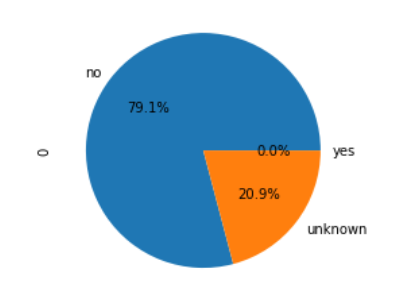 no
79.1%
0
0.0%
yes
20.9%
unknown